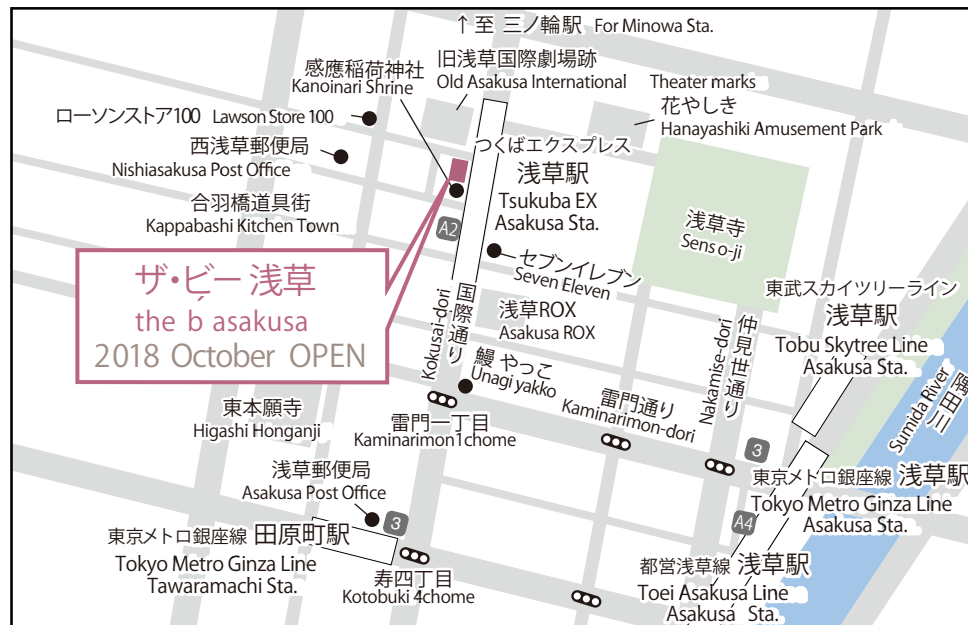 ↑至 三ノ輪駅 For Minowa Sta.
旧浅草国際劇場跡
Old Asakusa International
Theater marks
感應稲荷神社
Kanoinari Shrine
花やしき
Hanayashiki Amusement Park
ローソンストア100 Lawson Store 100
西浅草郵便局
Nishiasakusa Post Office
つくばエクスプレス
浅草駅
Tsukuba EX
Asakusa Sta.
合羽橋道具街
Kappabashi Kitchen Town
A2
浅草寺
Senso-ji
セブンイレブン
Seven Eleven
ザ・ビー 浅草
the b asakusa
2018 October OPEN
国際通り
Kokusai-dori
浅草ROX
Asakusa ROX
東武スカイツリーライン
浅草駅
Tobu Skytree Line
Asakusa Sta.
仲見世通り
Nakamise-dori
隅田川
Sumida River
鰻 やっこ
Unagi yakko
雷門通り
Kaminarimon-dori
東本願寺
Higashi Honganji
雷門一丁目
Kaminarimon1chome
3
浅草郵便局
Asakusa Post Office
3
東京メトロ銀座線 浅草駅
Tokyo Metro Ginza Line
Asakusa Sta.
A4
東京メトロ銀座線 田原町駅
Tokyo Metro Ginza Line
Tawaramachi Sta.
寿四丁目
Kotobuki 4chome
都営浅草線 浅草駅
Toei Asakusa Line
Asakusa Sta.